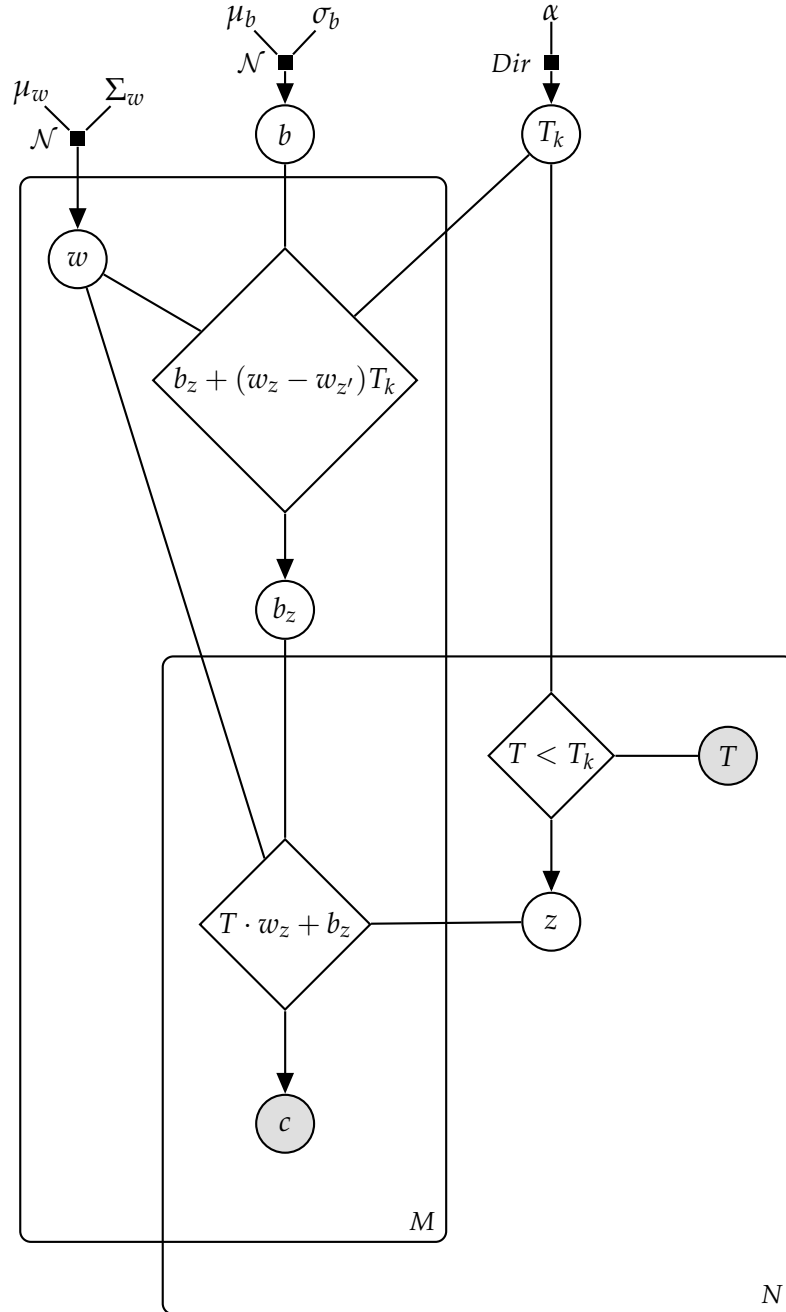 μ_b σ_b α
𝒩 Dir
μ_w Σ_w
𝒩 b T_k
w
b_z + (w_z − w_{z′})T_k
b_z
T < T_k T
T · w_z + b_z z
c
M
N